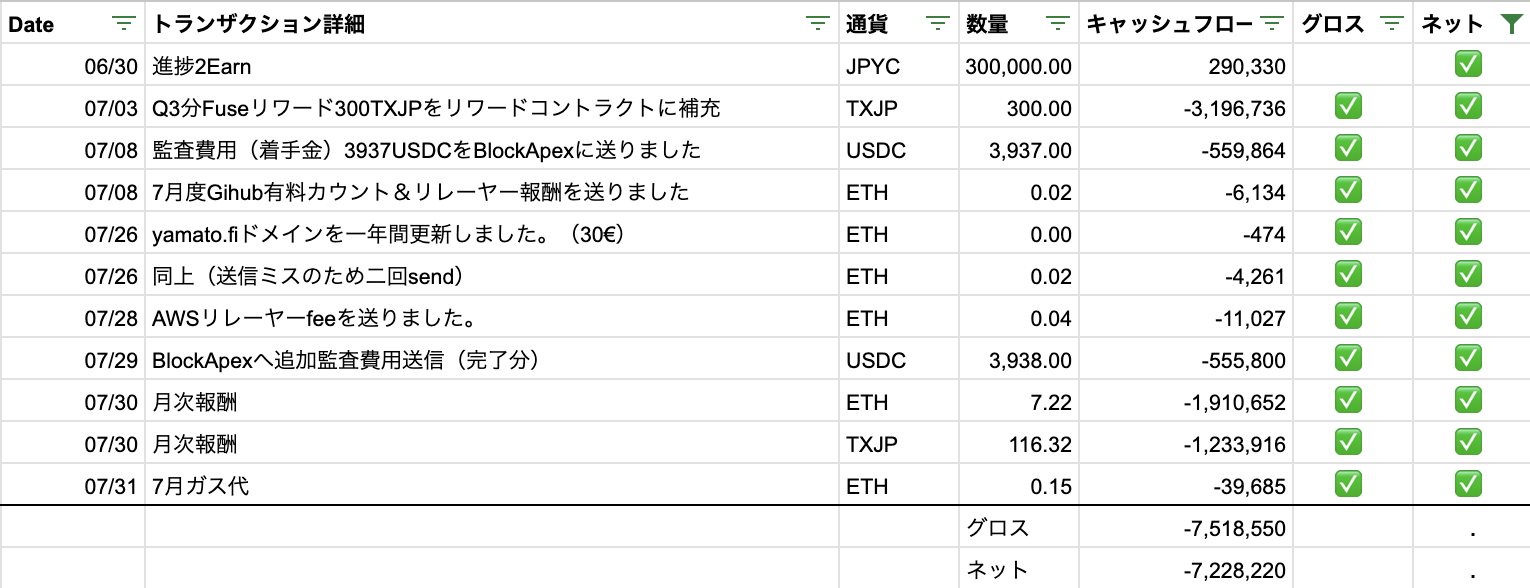 Date トランザクション詳細 通貨 数量 キャッシュフロー グロス ネット
06/30 進捗2Earn JPYC 300,000.00 290,330 ✅
07/03 Q3分Fuseリワード300TXJPをリワードコントラクトに補充 TXJP 300.00 -3,196,736 ✅ ✅
07/08 監査費用（着手金）3937USDCをBlockApexに送りました USDC 3,937.00 -559,864 ✅ ✅
07/08 7月度Gihub有料カウント＆リレーヤー報酬を送りました ETH 0.02 -6,134 ✅ ✅
07/26 yamato.fiドメインを一年間更新しました。（30€） ETH 0.00 -474 ✅ ✅
07/26 同上（送信ミスのため二回send） ETH 0.02 -4,261 ✅ ✅
07/28 AWSリレーヤーfeeを送りました。 ETH 0.04 -11,027 ✅ ✅
07/29 BlockApexへ追加監査費用送信（完了分） USDC 3,938.00 -555,800 ✅ ✅
07/30 月次報酬 ETH 7.22 -1,910,652 ✅ ✅
07/30 月次報酬 TXJP 116.32 -1,233,916 ✅ ✅
07/31 7月ガス代 ETH 0.15 -39,685 ✅ ✅
グロス -7,518,550 .
ネット -7,228,220 .